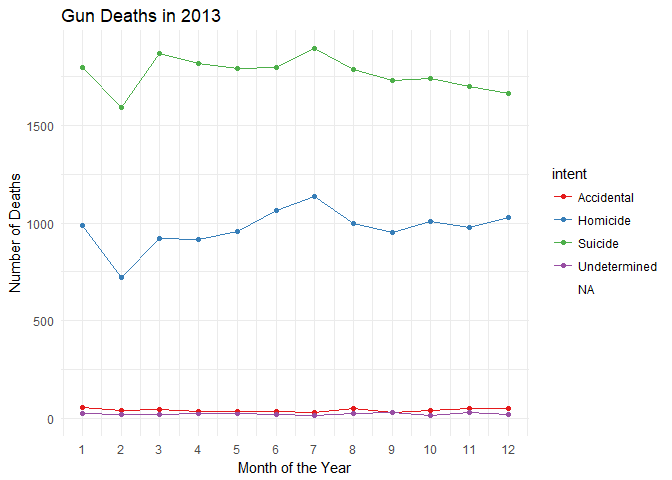 Gun Deaths in 2013
1500
1000
500
0
Number of Deaths
1 2 3 4 5 6 7 8 9 10 11 12
Month of the Year
intent
Accidental
Homicide
Suicide
Undetermined
NA